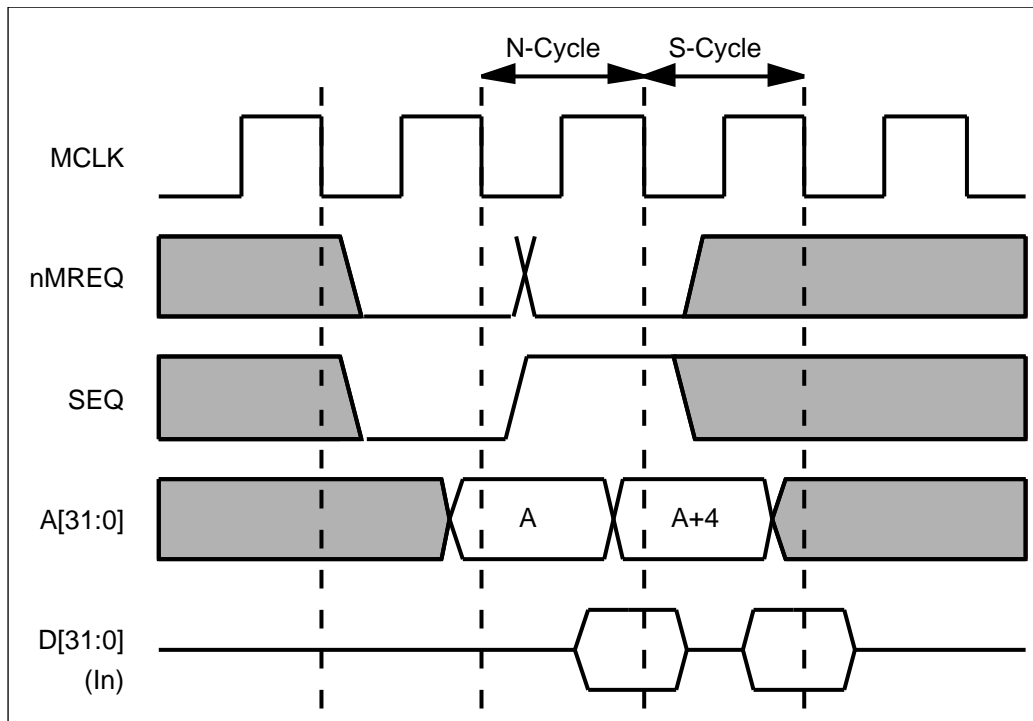 N-Cycle S-Cycle
MCLK
nMREQ
SEQ
A[31:0] A A+4
D[31:0]
(In)